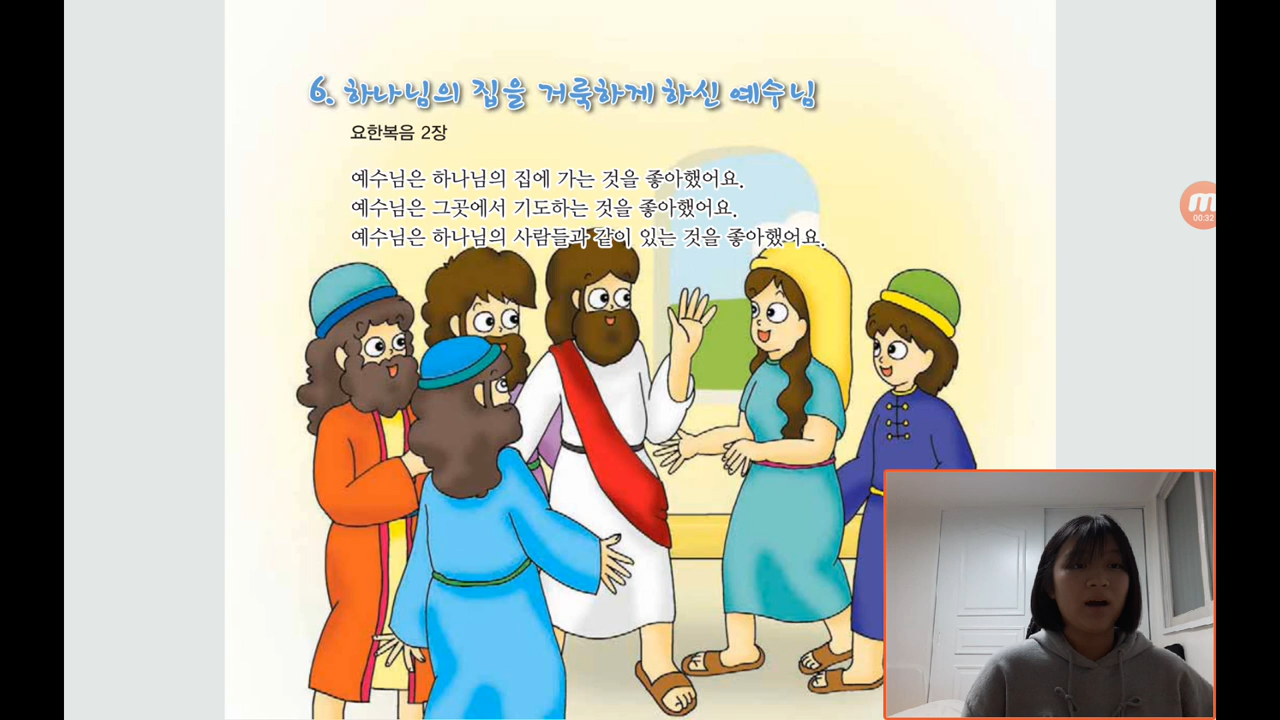 6. 하나님의 집을 거룩하게 하신 예수님
요한복음 2장
예수님은 하나님의 집에 가는 것을 좋아했어요.
예수님은 그곳에서 기도하는 것을 좋아했어요.
예수님은 하나님의 사람들과 같이 있는 것을 좋아했어요.
00:32